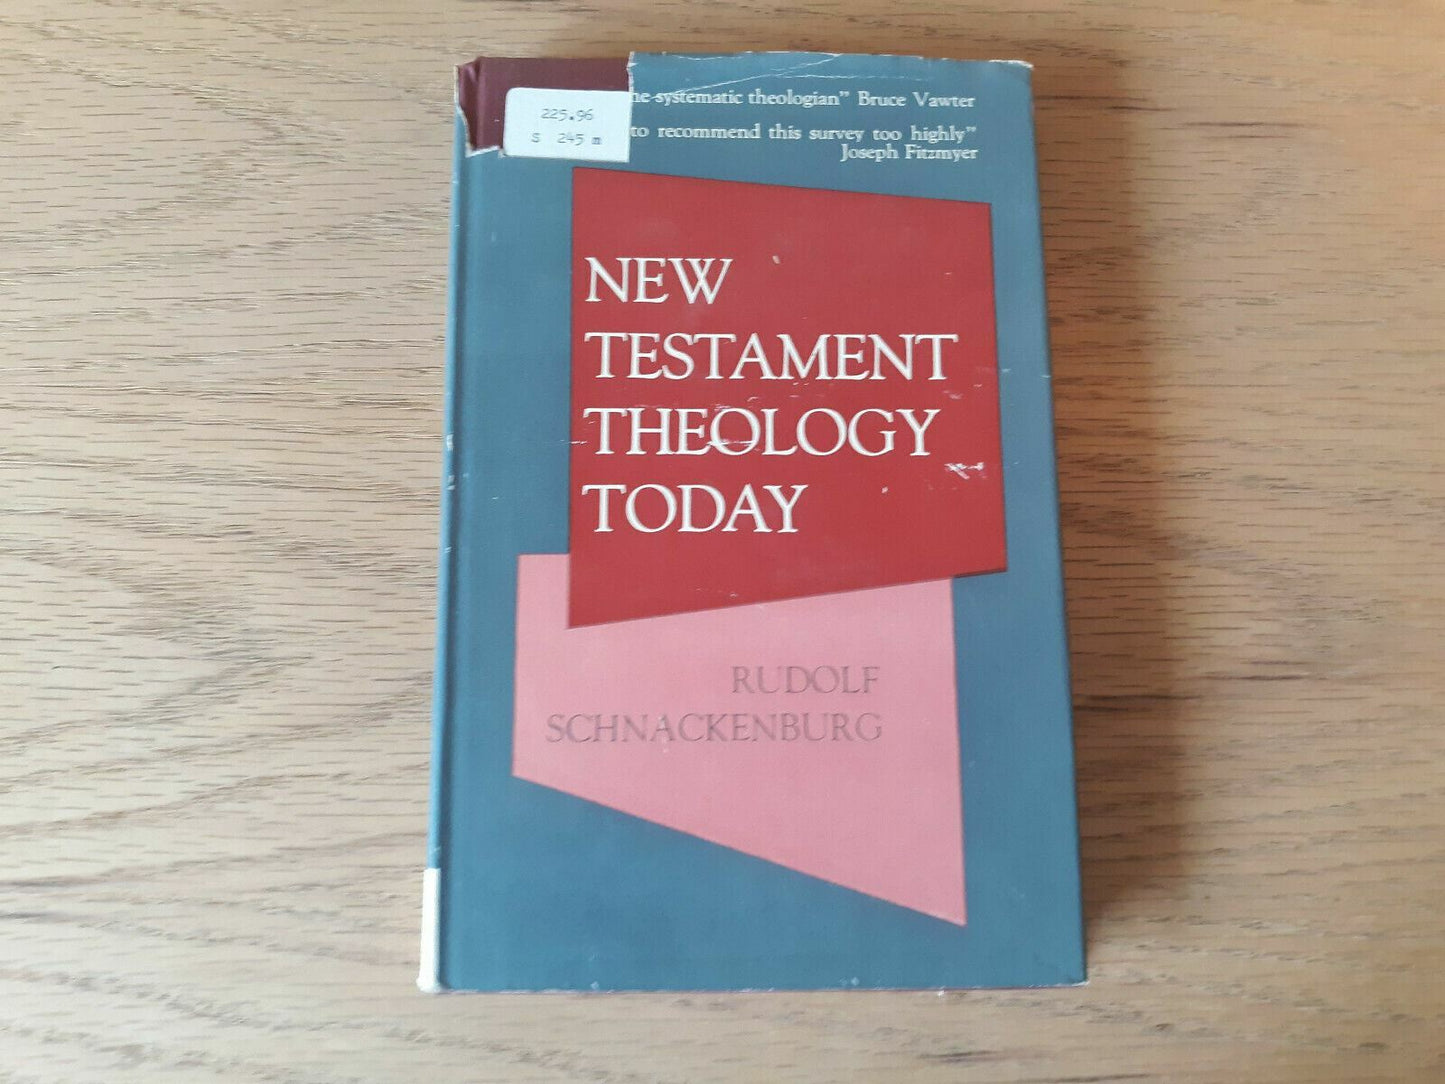 225.96
S 245 m
systematic theologian” Bruce Vawter
to recommend this survey too highly”
Joseph Fitzmyer
NEW
TESTAMENT
THEOLOGY
TODAY
RUDOLF
SCHNACKENBURG